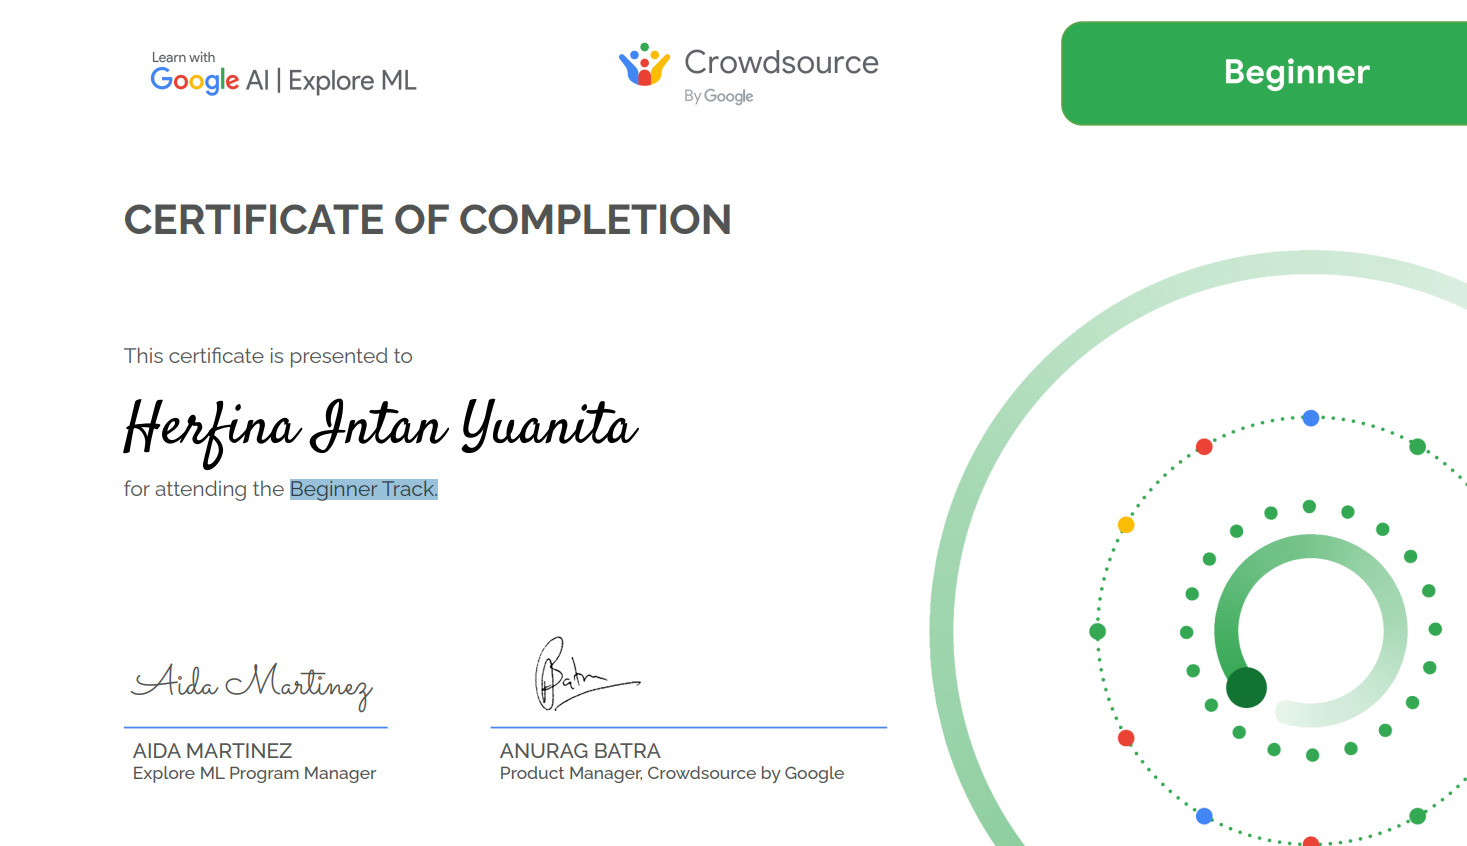 Learn with
Google AI | Explore ML
Crowdsource
By Google
Beginner
CERTIFICATE OF COMPLETION
This certificate is presented to
Herfina Intan Yuanita
for attending the Beginner Track.
Aida Martinez
Batra
AIDA MARTINEZ
Explore ML Program Manager
ANURAG BATRA
Product Manager, Crowdsource by Google